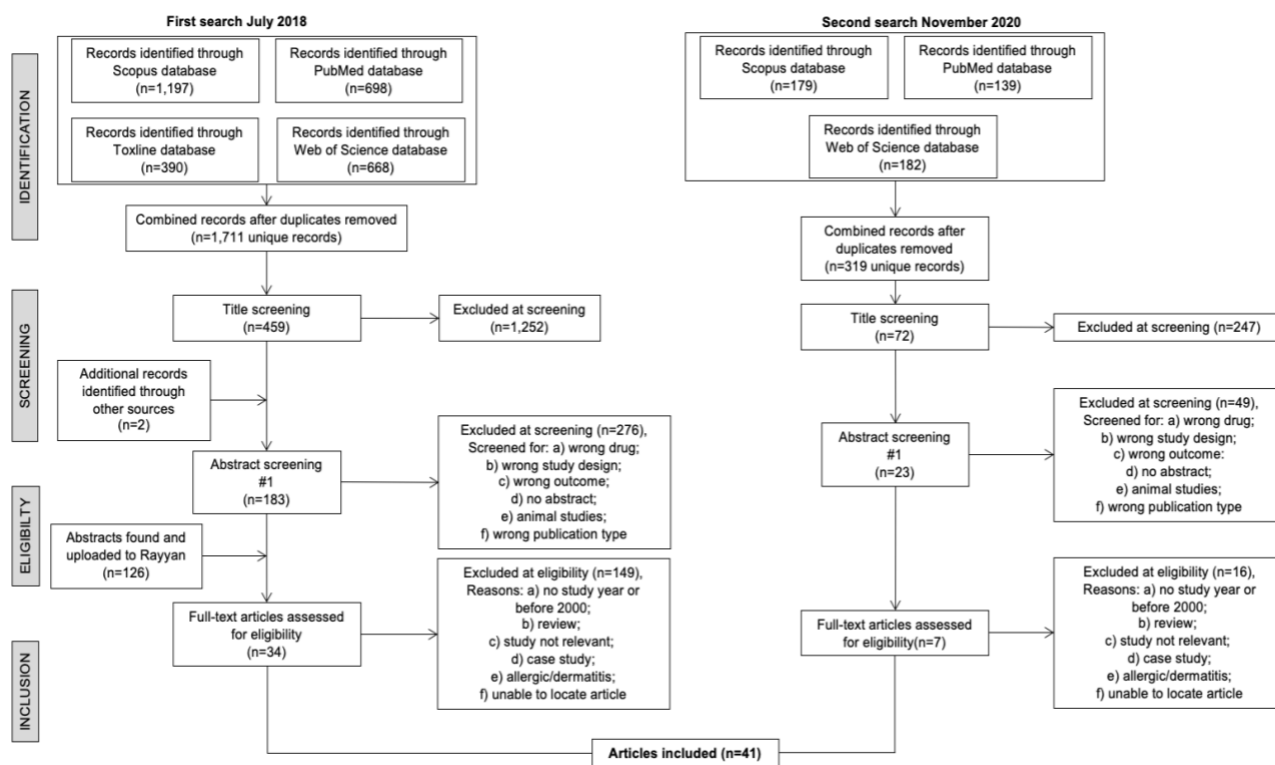 First search July 2018
Second search November 2020
IDENTIFICATION
Records identified through
Scopus database
(n=1,197)
Records identified through
PubMed database
(n=698)
Records identified through
Toxline database
(n=390)
Records identified through
Web of Science database
(n=668)
Records identified through
Scopus database
(n=179)
Records identified through
PubMed database
(n=139)
Records identified through
Web of Science database
(n=182)
Combined records after duplicates removed
(n=1,711 unique records)
Combined records after
duplicates removed
(n=319 unique records)
SCREENING
Title screening
(n=459)
Excluded at screening
(n=1,252)
Title screening
(n=72)
Excluded at screening (n=247)
Additional records
identified through
other sources
(n=2)
Abstract screening
#1
(n=183)
Excluded at screening (n=276),
Screened for: a) wrong drug;
b) wrong study design;
c) wrong outcome;
d) no abstract;
e) animal studies;
f) wrong publication type
Abstract screening
#1
(n=23)
Excluded at screening (n=49),
Screened for: a) wrong drug;
b) wrong study design;
c) wrong outcome:
d) no abstract;
e) animal studies;
f) wrong publication type
ELIGIBILTY
Abstracts found and
uploaded to Rayyan
(n=126)
Full-text articles assessed
for eligibility
(n=34)
Excluded at eligibility (n=149),
Reasons: a) no study year or
before 2000;
b) review;
c) study not relevant;
d) case study;
e) allergic/dermatitis;
f) unable to locate article
Full-text articles assessed
for eligibility(n=7)
Excluded at eligibility (n=16),
Reasons: a) no study year or
before 2000;
b) review;
c) study not relevant;
d) case study;
e) allergic/dermatitis;
f) unable to locate article
INCLUSION
Articles included (n=41)